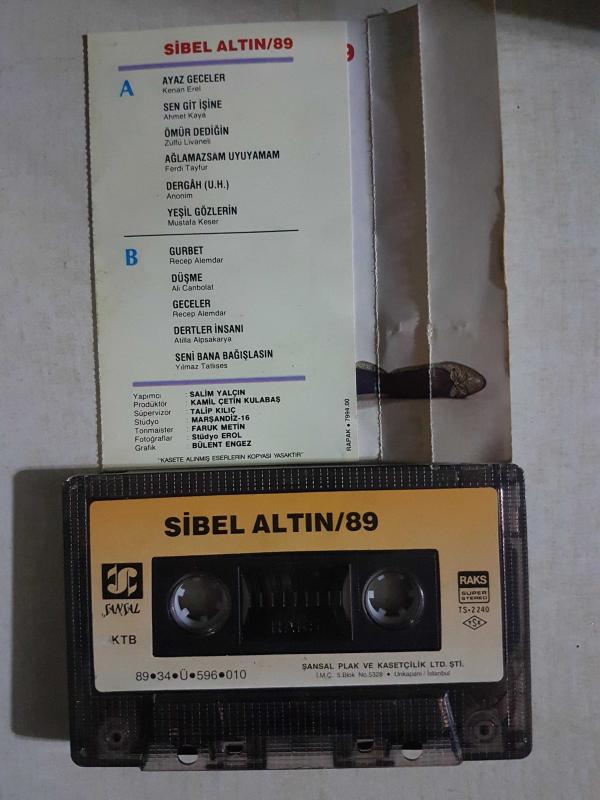 SİBEL ALTIN/89
9
A
AYAZ GECELER
Kenan Erel
SEN GİT İŞİNE
Ahmet Kaya
ÖMÜR DEDİĞİN
Zülfü Livaneli
AĞLAMAZSAM UYUYAMAM
Ferdi Tayfur
DERGÂH (U.H.)
Anonim
YEŞİL GÖZLERİN
Mustafa Keser
B
GURBET
Recep Alemdar
DÜŞME
Ali Canbolat
GECELER
Recep Alemdar
DERTLER İNSANI
Atilla Alpsakarya
SENİ BANA BAĞIŞLASIN
Yılmaz Tatlıses
Yapımcı : SALİM YALÇIN
Prodüktör : KAMİL ÇETİN KULABAŞ
Süpervizor : TALİP KILIÇ
Stüdyo : MARŞANDİZ-16
Tonmaister : FARUK METİN
Fotoğraflar : Stüdyo EROL
Grafik : BÜLENT ENGEZ
"KASETE ALINMIŞ ESERLERİN KOPYASI YASAKTIR"
RAPAK • 7994.00
SİBEL ALTIN/89
ŞANSAL
KTB
RAKS
RAKS
SUPER
STEREO
TS-2240
TSE
89•34•Ü•596•010
ŞANSAL PLAK VE KASETÇİLİK LTD. ŞTİ.
İ.M.Ç. 5.Blok No.5328 • Unkapanı / İstanbul